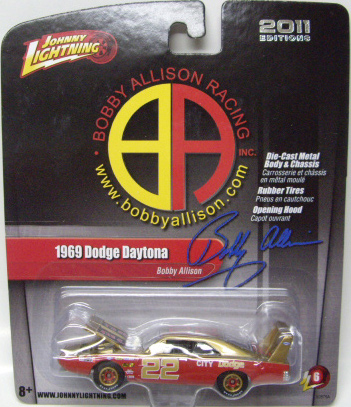 JOHNNY
LIGHTNING
2011
EDITIONS
BOBBY ALLISON RACING INC.
www.bobbyallison.com
BA
Die-Cast Metal
Body & Chassis
Carrosserie et châssis
en métal moulé
Rubber Tires
Pneus en caoutchouc
Opening Hood
Capot ouvrant
1969 Dodge Daytona
Bobby Allison
Bobby Allison
22
CITY Dodge
8+
WWW.JOHNNYLIGHTNING.COM
6